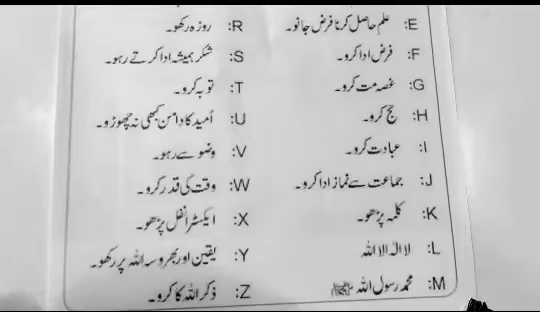 E: علم حاصل کرنا فرض جانو۔
F: فرض ادا کرو۔
G: غصہ مت کرو۔
H: حج کرو۔
I: عبادت کرو۔
J: جماعت سے نماز ادا کرو۔
K: کلمہ پڑھو۔
L: لا الہ الا اللہ
M: محمد رسول اللہ ﷺ
R: روزہ رکھو۔
S: شکر ہمیشہ ادا کرتے رہو۔
T: توبہ کرو۔
U: اُمید کا دامن کبھی نہ چھوڑو۔
V: وضو سے رہو۔
W: وقت کی قدر کرو۔
X: ایکسٹرا نفل پڑھو۔
Y: یقین اور بھروسہ اللہ پر رکھو۔
Z: ذکر اللہ کا کرو۔